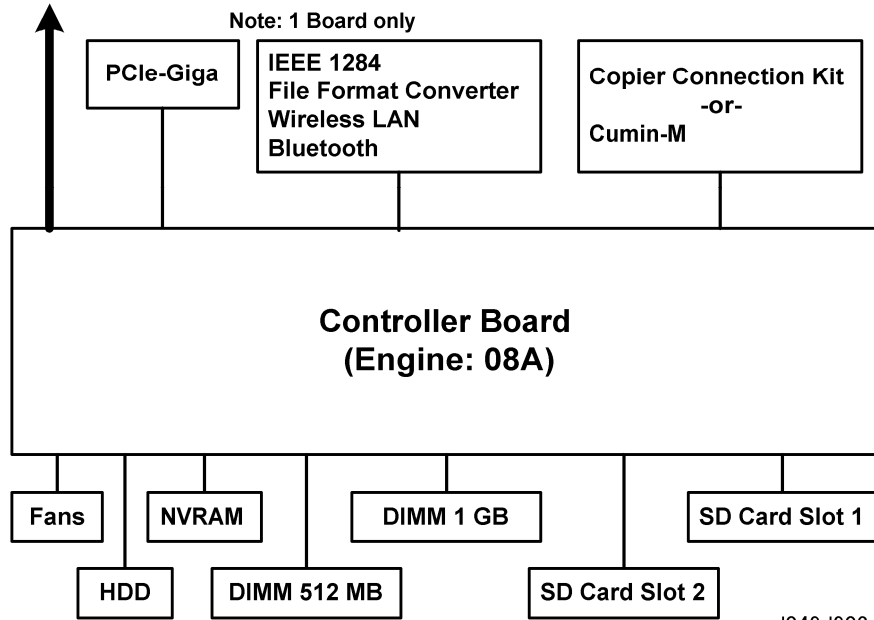 Note: 1 Board only
PCIe-Giga
IEEE 1284
File Format Converter
Wireless LAN
Bluetooth
Copier Connection Kit
-or-
Cumin-M
Controller Board
(Engine: 08A)
Fans
NVRAM
DIMM 1 GB
SD Card Slot 1
HDD
DIMM 512 MB
SD Card Slot 2